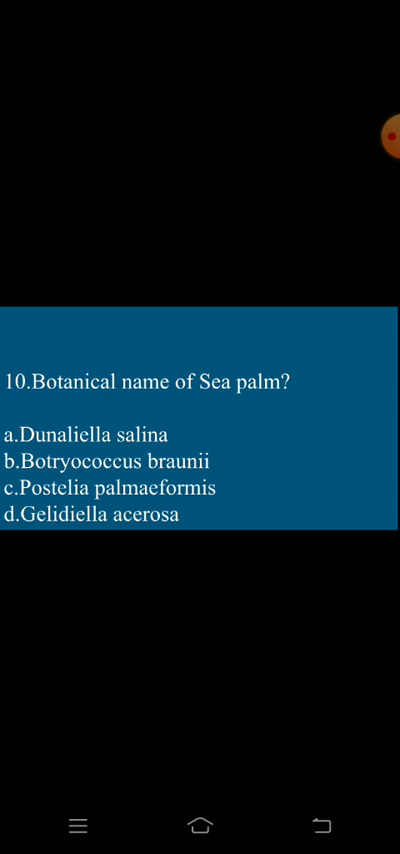 10.Botanical name of Sea palm?
a.Dunaliella salina
b.Botryococcus braunii
c.Postelia palmaeformis
d.Gelidiella acerosa